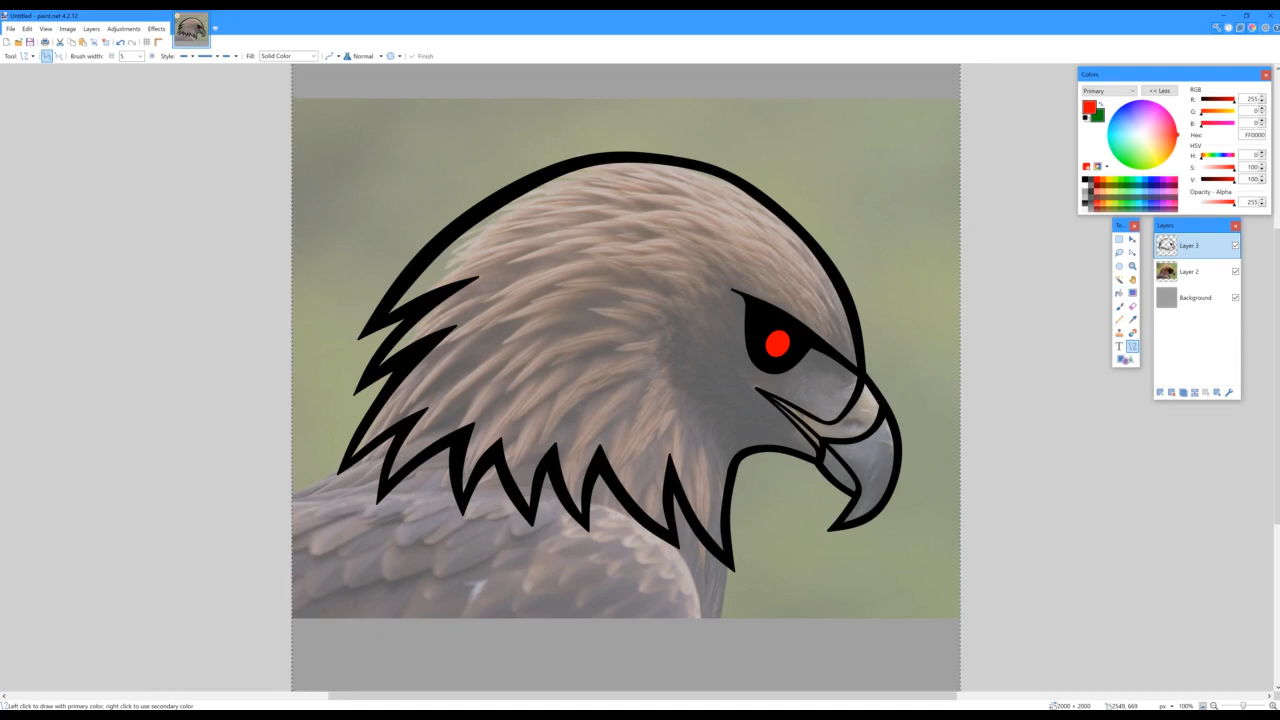 Untitled - paint.net 4.2.12
File Edit View Image Layers Adjustments Effects
Tool: Brush width: 5 Style: Fill: Solid Color Normal Finish
Colors
Primary << Less
RGB
R: 255
G: 0
B: 0
Hex: FF0000
HSV
H: 0
S: 100
V: 100
Opacity - Alpha
255
To...
Layers
Layer 3
Layer 2
Background
Left click to draw with primary color, right click to use secondary color
2000 × 2000
2549, 669
px
100%